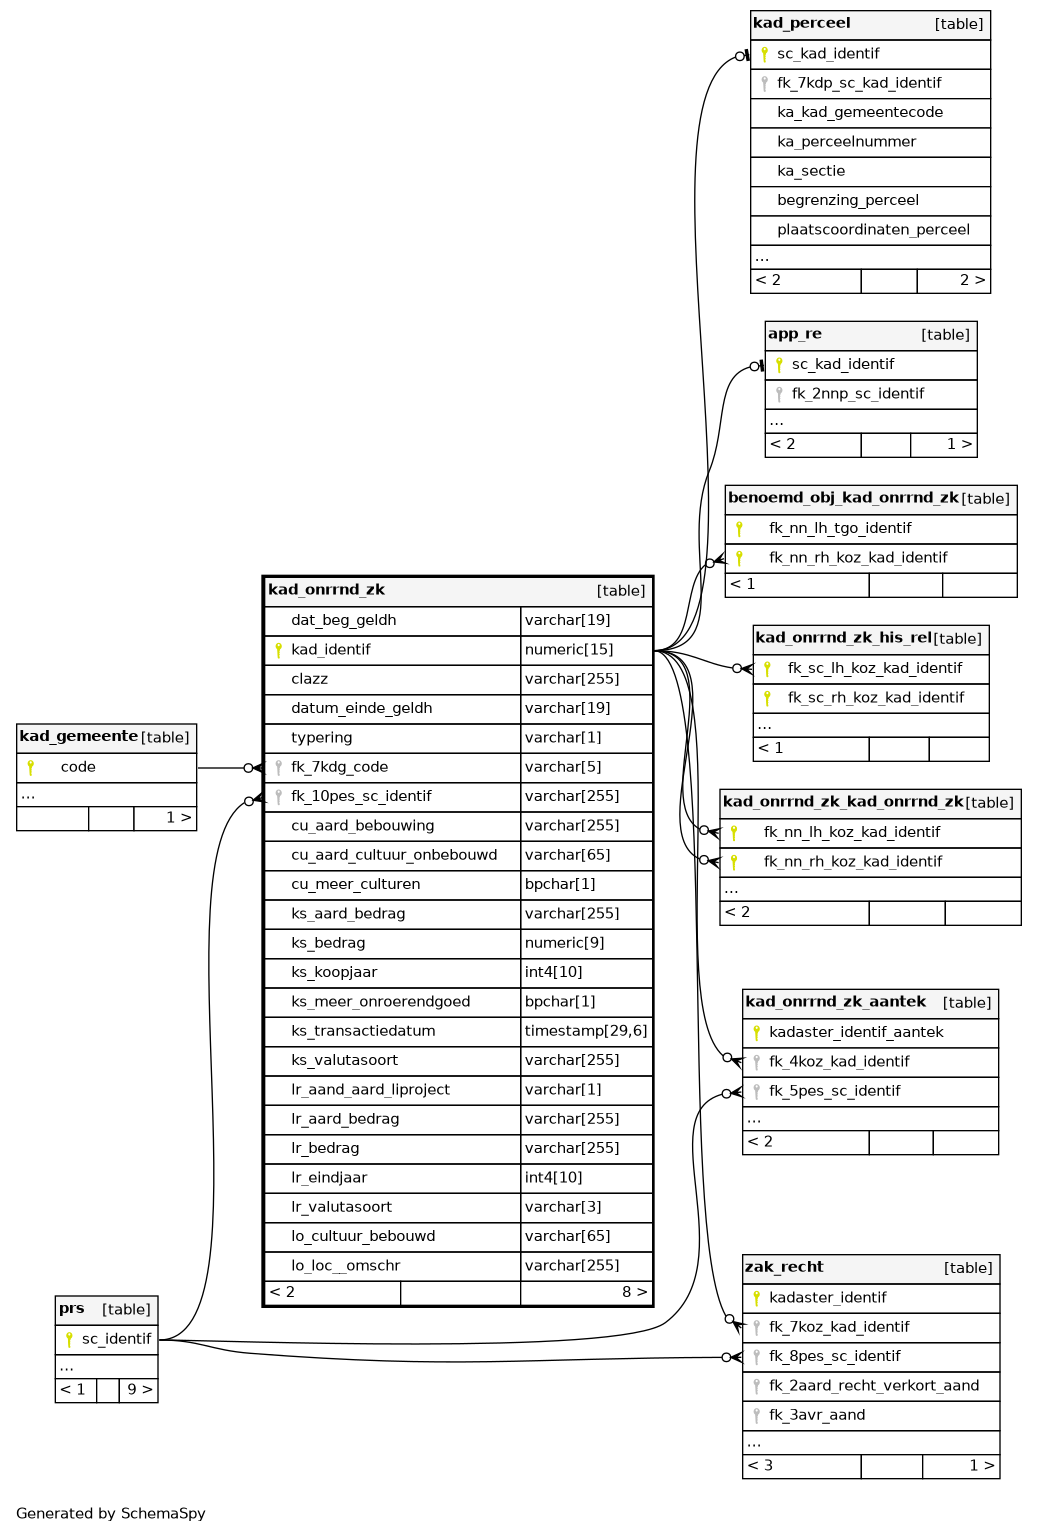 kad_perceel [table]
sc_kad_identif
fk_7kdp_sc_kad_identif
ka_kad_gemeentecode
ka_perceelnummer
ka_sectie
begrenzing_perceel
plaatscoordinaten_perceel
...
< 2 2 >
app_re [table]
sc_kad_identif
fk_2nnp_sc_identif
...
< 2 1 >
benoemd_obj_kad_onrrnd_zk [table]
fk_nn_lh_tgo_identif
fk_nn_rh_koz_kad_identif
< 1
kad_onrrnd_zk [table]
dat_beg_geldh varchar[19]
kad_identif numeric[15]
clazz varchar[255]
datum_einde_geldh varchar[19]
typering varchar[1]
fk_7kdg_code varchar[5]
fk_10pes_sc_identif varchar[255]
cu_aard_bebouwing varchar[255]
cu_aard_cultuur_onbebouwd varchar[65]
cu_meer_culturen bpchar[1]
ks_aard_bedrag varchar[255]
ks_bedrag numeric[9]
ks_koopjaar int4[10]
ks_meer_onroerendgoed bpchar[1]
ks_transactiedatum timestamp[29,6]
ks_valutasoort varchar[255]
lr_aand_aard_liproject varchar[1]
lr_aard_bedrag varchar[255]
lr_bedrag varchar[255]
lr_eindjaar int4[10]
lr_valutasoort varchar[3]
lo_cultuur_bebouwd varchar[65]
lo_loc__omschr varchar[255]
< 2 8 >
kad_onrrnd_zk_his_rel [table]
fk_sc_lh_koz_kad_identif
fk_sc_rh_koz_kad_identif
...
< 1
kad_gemeente [table]
code
...
1 >
kad_onrrnd_zk_kad_onrrnd_zk [table]
fk_nn_lh_koz_kad_identif
fk_nn_rh_koz_kad_identif
...
< 2
kad_onrrnd_zk_aantek [table]
kadaster_identif_aantek
fk_4koz_kad_identif
fk_5pes_sc_identif
...
< 2
zak_recht [table]
kadaster_identif
fk_7koz_kad_identif
fk_8pes_sc_identif
fk_2aard_recht_verkort_aand
fk_3avr_aand
...
< 3 1 >
prs [table]
sc_identif
...
< 1 9 >
Generated by SchemaSpy